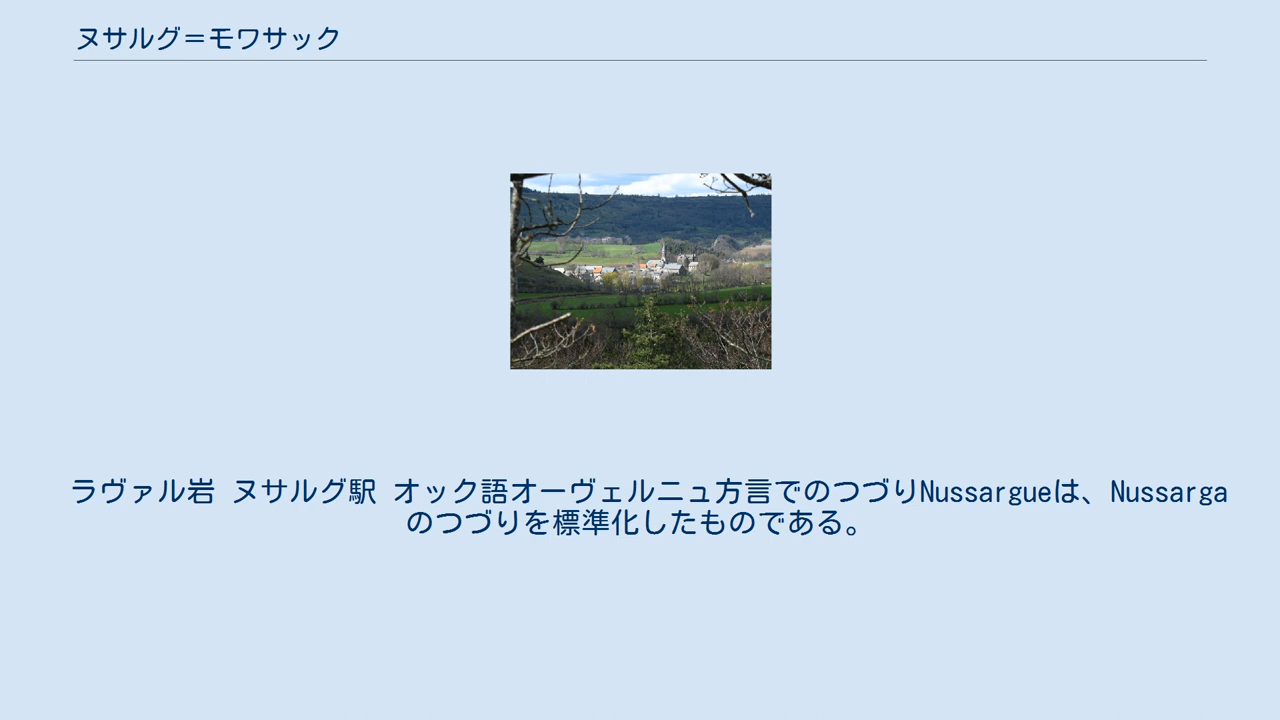 ヌサルグ＝モワサック
ラヴァル岩 ヌサルグ駅 オック語オーヴェルニュ方言でのつづりNussargueは、Nussarga
のつづりを標準化したものである。